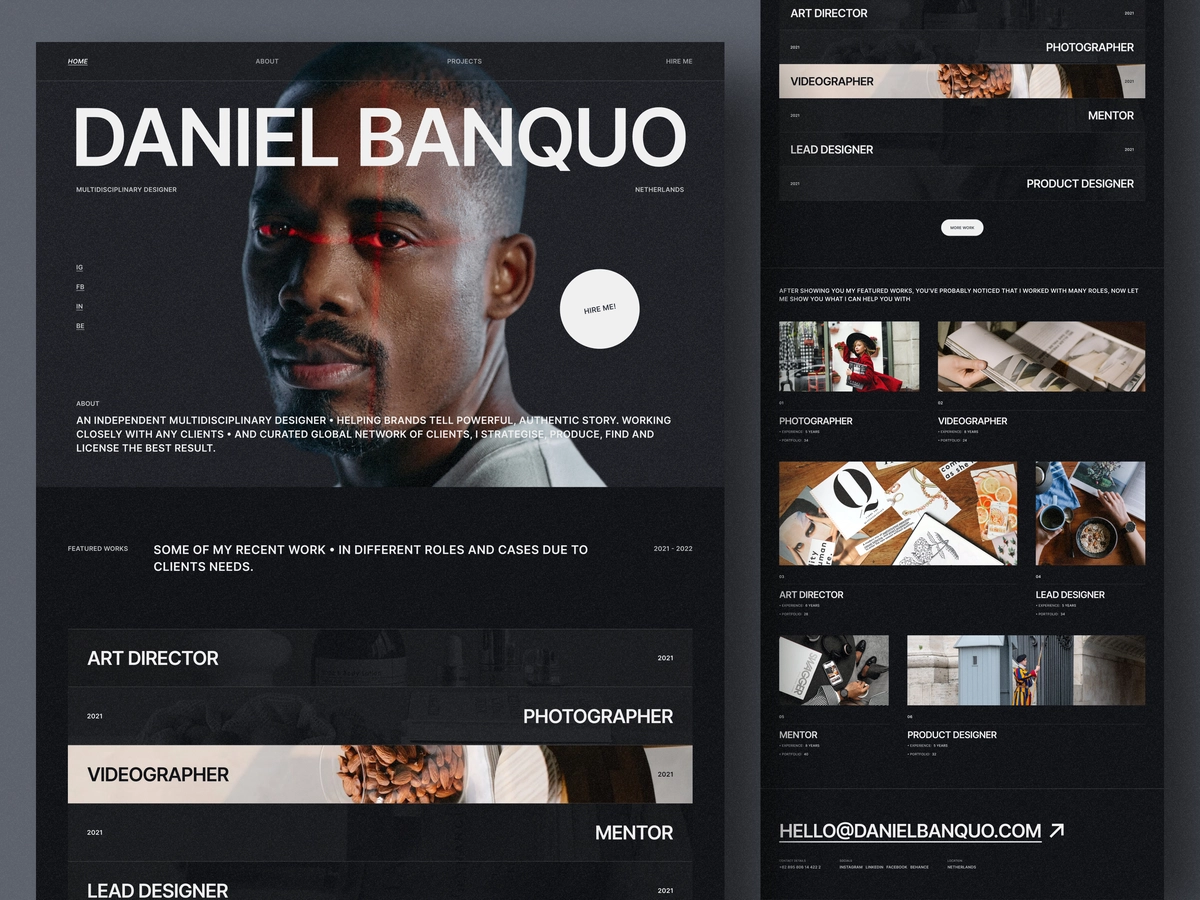 HOME
ABOUT
PROJECTS
HIRE ME
DANIEL BANQUO
MULTIDISCIPLINARY DESIGNER
NETHERLANDS
IG
FB
IN
BE
HIRE ME!
ABOUT
AN INDEPENDENT MULTIDISCIPLINARY DESIGNER • HELPING BRANDS TELL POWERFUL, AUTHENTIC STORY. WORKING
CLOSELY WITH ANY CLIENTS • AND CURATED GLOBAL NETWORK OF CLIENTS, I STRATEGISE, PRODUCE, FIND AND
LICENSE THE BEST RESULT.
FEATURED WORKS
SOME OF MY RECENT WORK • IN DIFFERENT ROLES AND CASES DUE TO
CLIENTS NEEDS.
2021 - 2022
ART DIRECTOR
2021
2021
PHOTOGRAPHER
VIDEOGRAPHER
2021
2021
MENTOR
LEAD DESIGNER
2021
ART DIRECTOR
2021
2021
PHOTOGRAPHER
VIDEOGRAPHER
2021
2021
MENTOR
LEAD DESIGNER
2021
2021
PRODUCT DESIGNER
MORE WORK
AFTER SHOWING YOU MY FEATURED WORKS, YOU'VE PROBABLY NOTICED THAT I WORKED WITH MANY ROLES, NOW LET
ME SHOW YOU WHAT I CAN HELP YOU WITH
01
PHOTOGRAPHER
• EXPERIENCE: 5 YEARS
• PORTFOLIO: 34
02
VIDEOGRAPHER
• EXPERIENCE: 5 YEARS
• PORTFOLIO: 24
Q
03
ART DIRECTOR
• EXPERIENCE: 5 YEARS
• PORTFOLIO: 28
04
LEAD DESIGNER
• EXPERIENCE: 3 YEARS
• PORTFOLIO: 34
SWAGGER
05
MENTOR
• EXPERIENCE: 5 YEARS
• PORTFOLIO: 40
06
PRODUCT DESIGNER
• EXPERIENCE: 5 YEARS
• PORTFOLIO: 32
HELLO@DANIELBANQUO.COM
CONTACT DETAILS
LOCATION
INSTAGRAM LINKEDIN FACEBOOK BEHANCE
NETHERLANDS